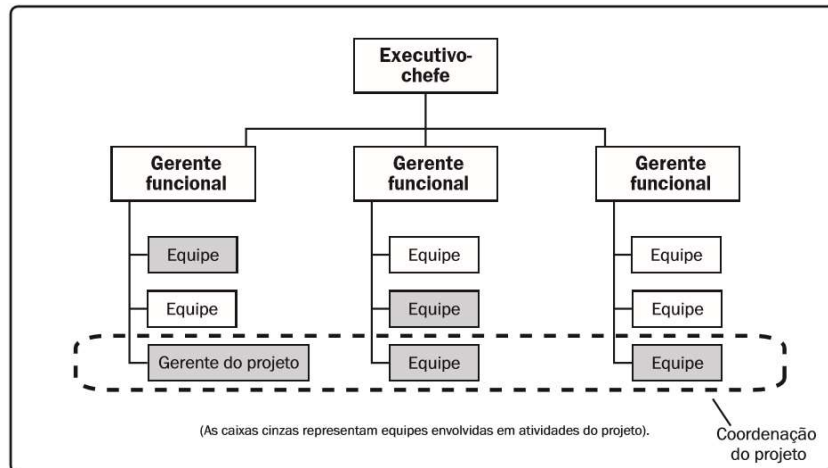 Executivo-
chefe
Gerente
funcional
Gerente
funcional
Gerente
funcional
Equipe
Equipe
Equipe
Equipe
Equipe
Equipe
Gerente do projeto
Equipe
Equipe
(As caixas cinzas representam equipes envolvidas em atividades do projeto).
Coordenação
do projeto